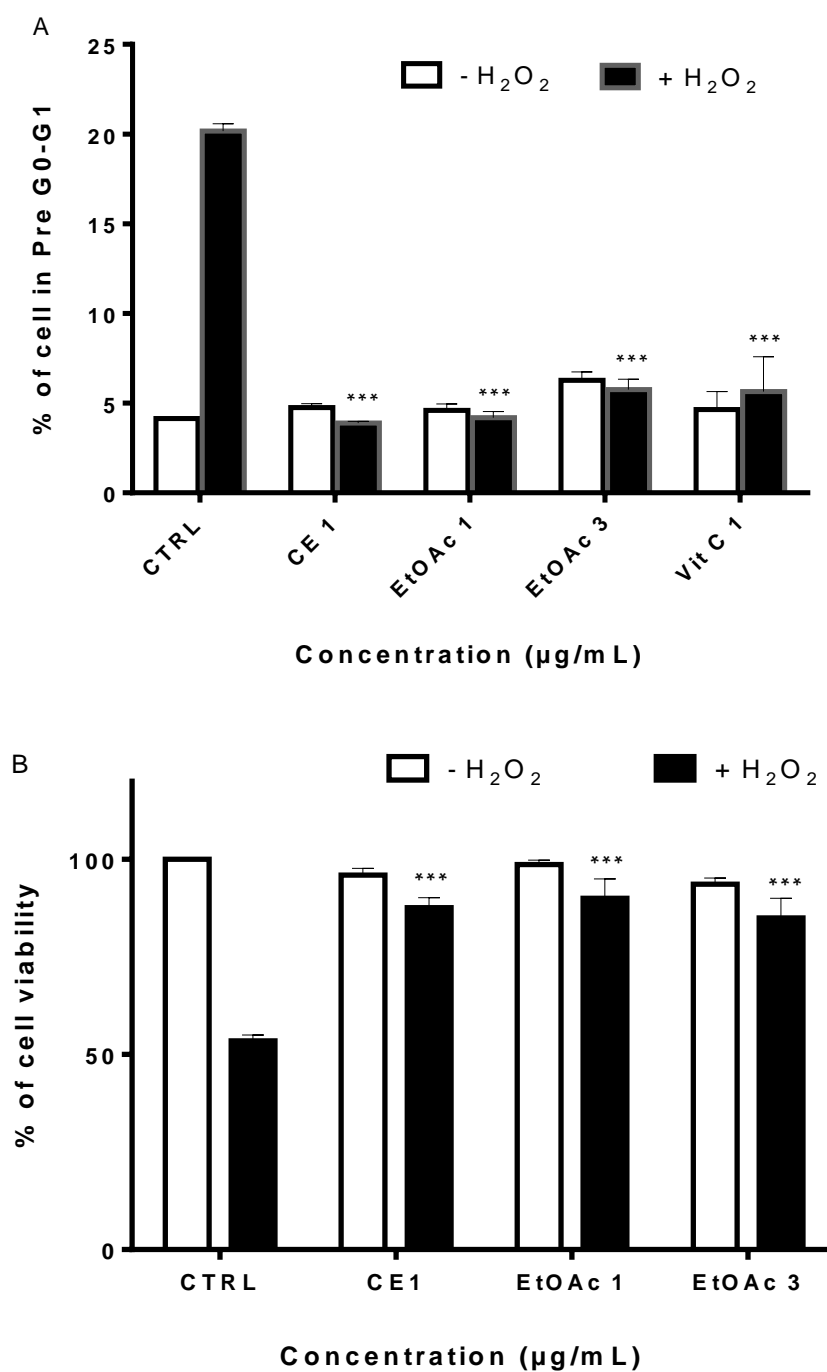 A
25
- H₂O₂ + H₂O₂
20
15
10
5
0
% of cell in Pre G0-G1
*** *** *** ***
CTRL CE 1 EtOAc 1 EtOAc 3 Vit C 1
Concentration (µg/mL)
B
- H₂O₂ + H₂O₂
100
50
0
% of cell viability
*** *** ***
CTRL CE1 EtOAc 1 EtOAc 3
Concentration (µg/mL)